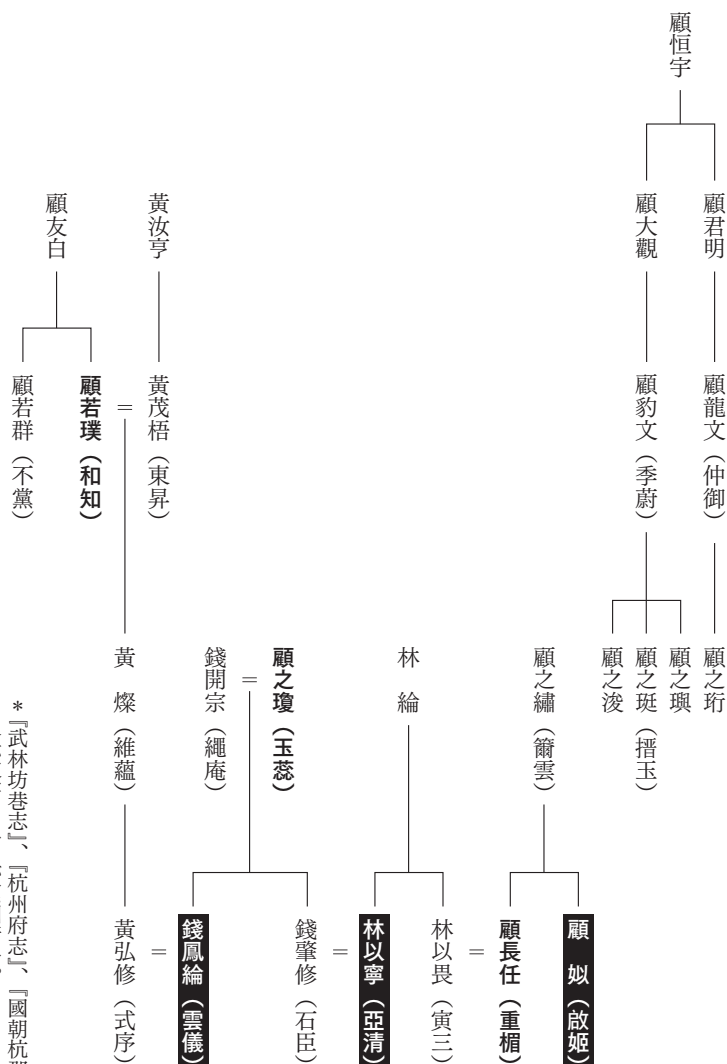 顧恒宇
顧君明
顧大觀
顧龍文（仲御）
顧豹文（季蔚）
顧之珩
顧之璵
顧之珽（搢玉）
顧之浚
顧之繡（爾雲）
顧　姒（啟姬）
顧長任（重楣）
＝
林以畏（寅三）
林　綸
林以寧（亞清）
＝
錢肇修（石臣）
顧之瓊（玉蕊）
＝
錢開宗（繩庵）
錢鳳綸（雲儀）
＝
黃弘修（式序）
黃汝亨
黃茂梧（東昇）
＝
顧若璞（和知）
黃　燦（維蘊）
顧友白
顧若群（不黨）
＊『武林坊巷志』、『杭州府志』、『國朝杭郡